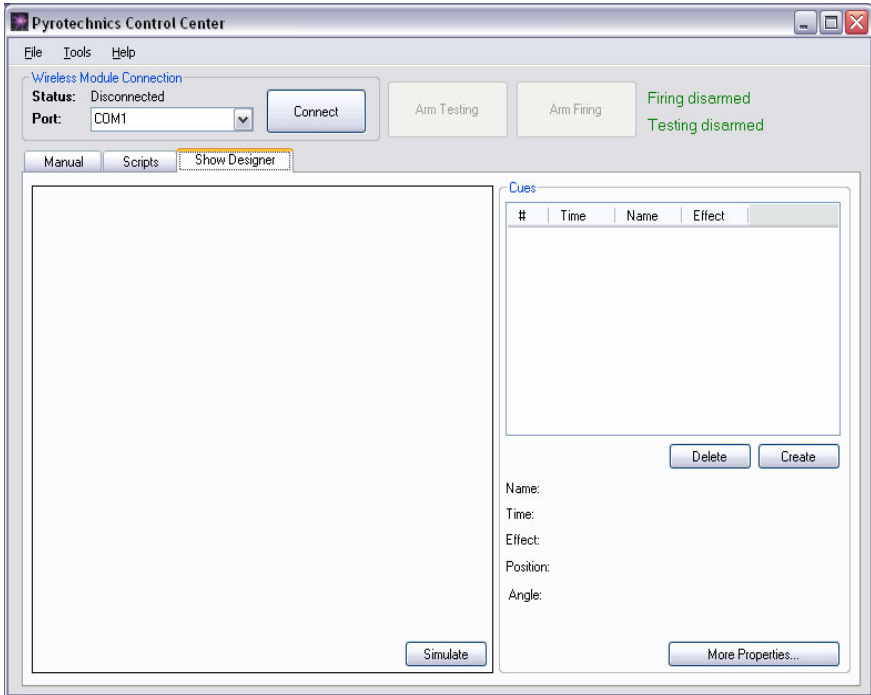 Pyrotechnics Control Center
File Tools Help
Wireless Module Connection
Status: Disconnected
Port: COM1
Connect
Arm Testing
Arm Firing
Firing disarmed
Testing disarmed
Manual Scripts Show Designer
Simulate
Cues
# Time Name Effect
Delete Create
Name:
Time:
Effect:
Position:
Angle:
More Properties...